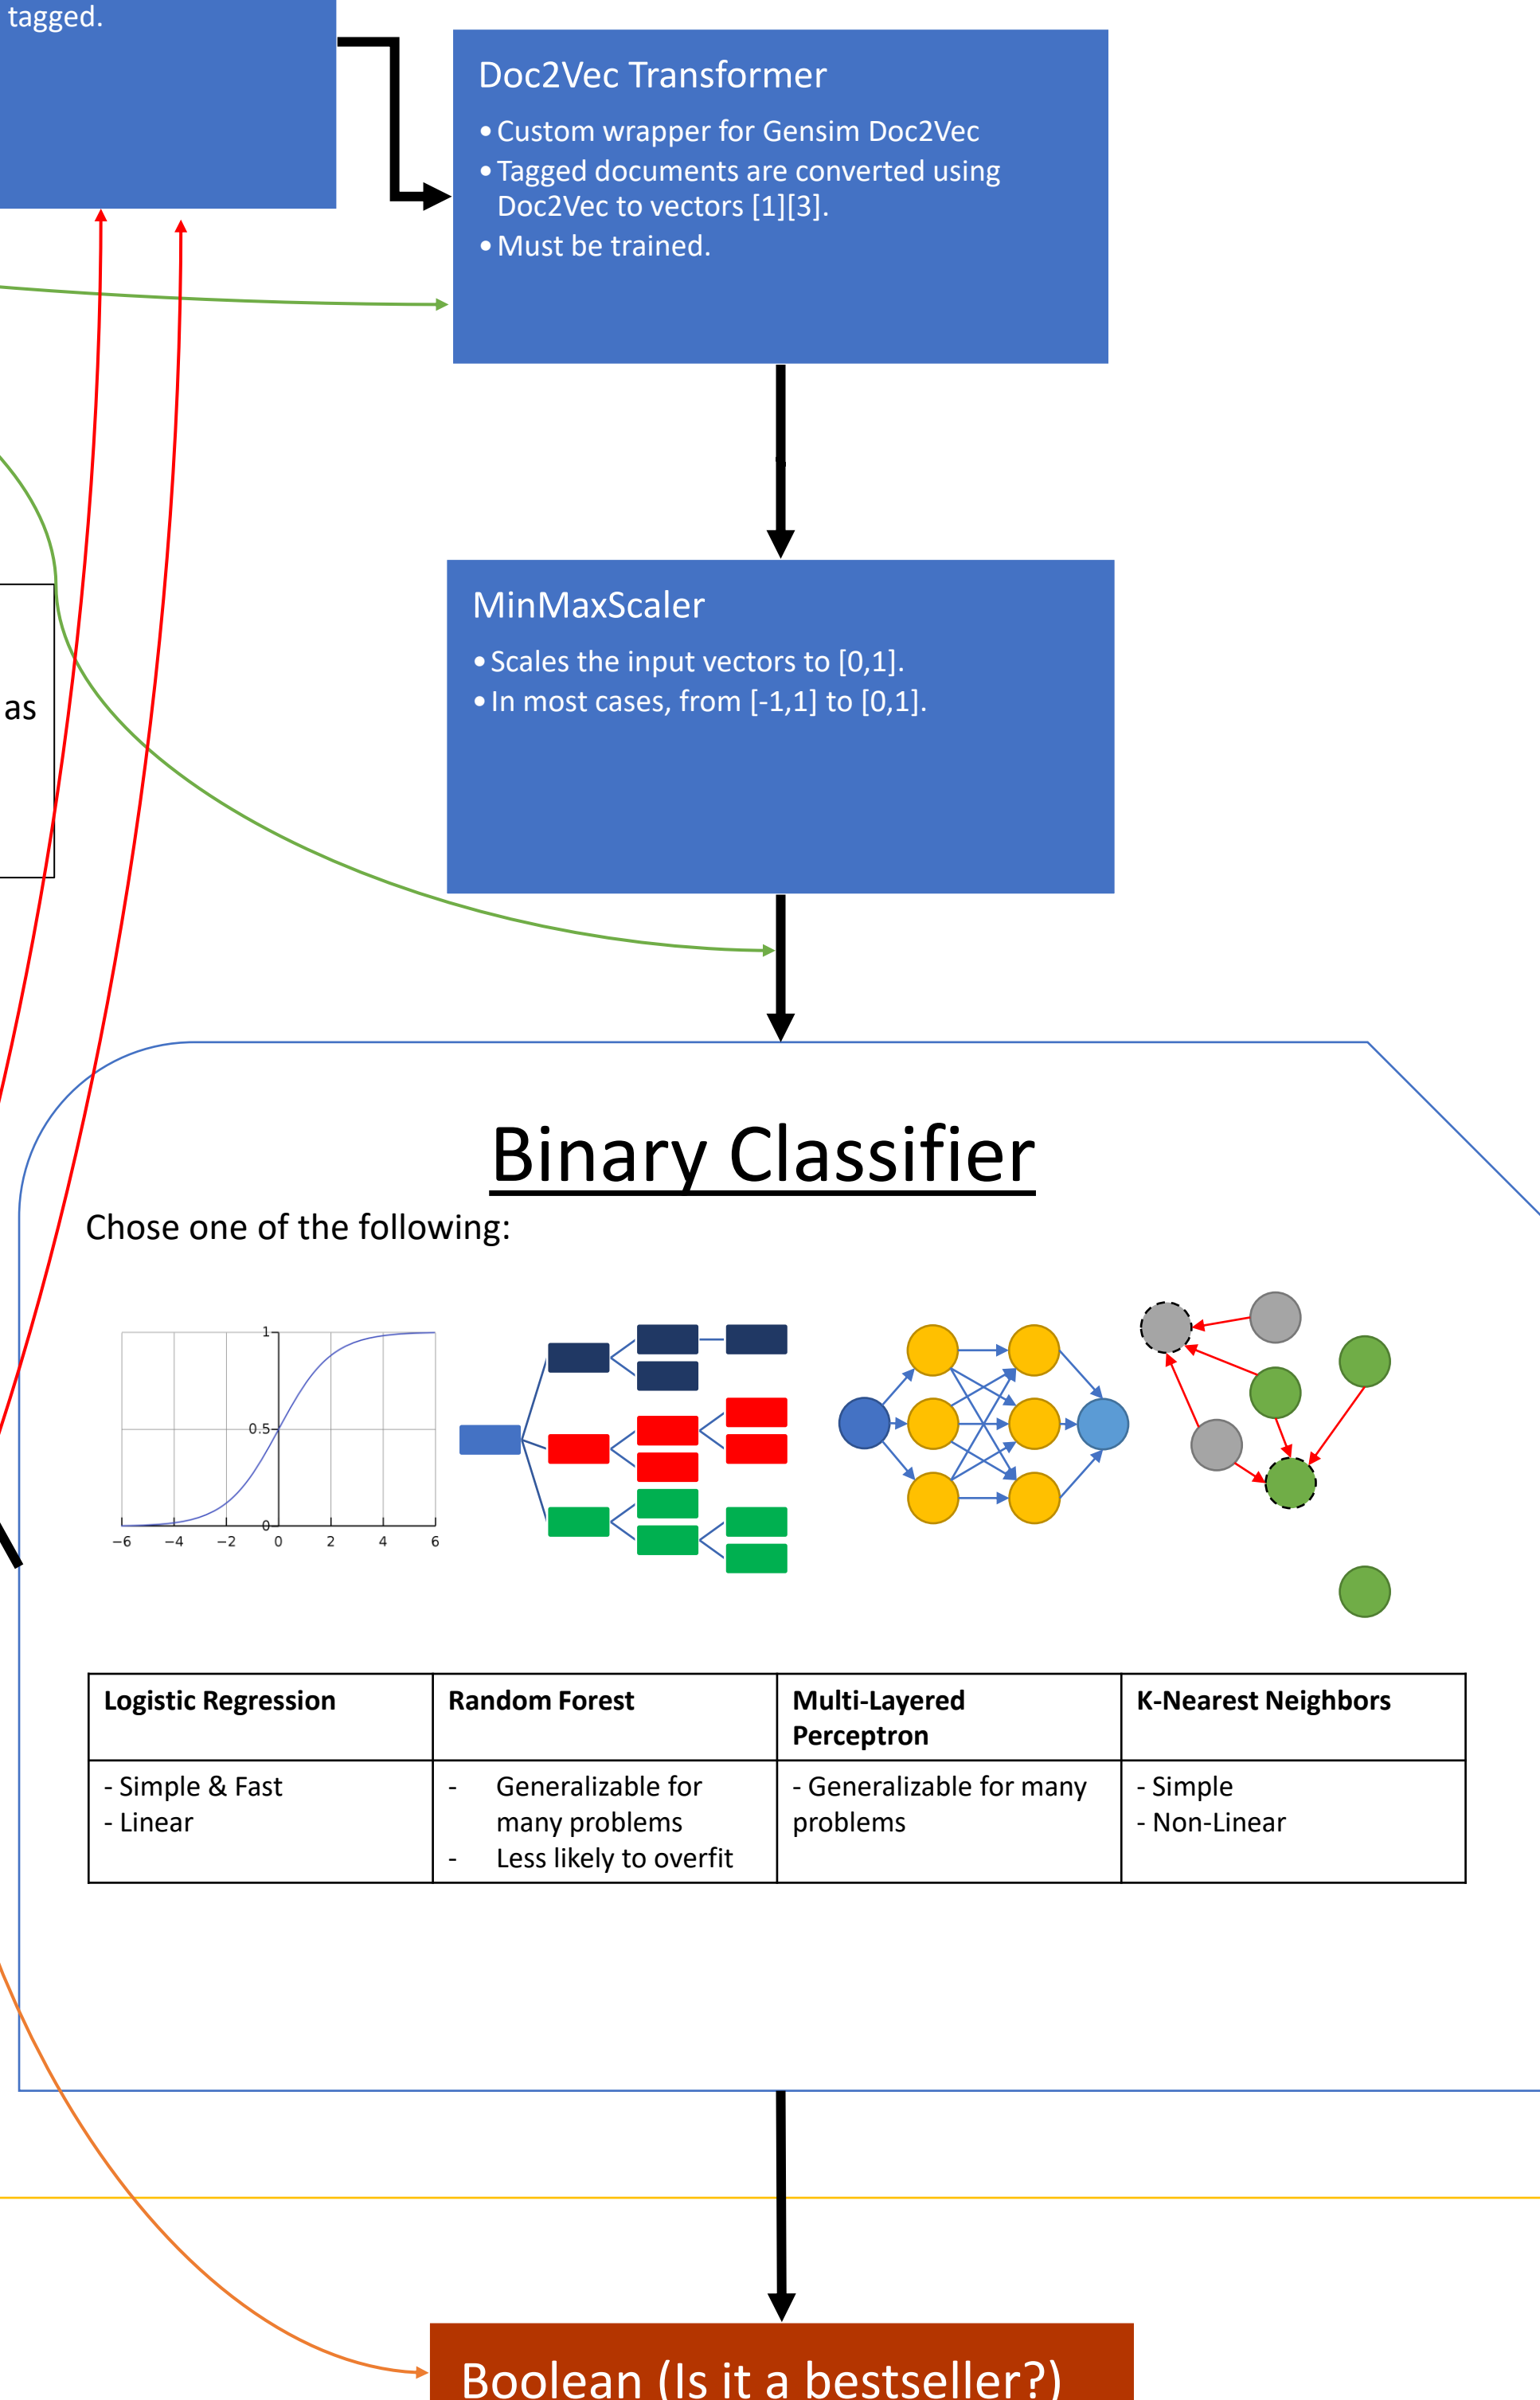 tagged.
Doc2Vec Transformer
•Custom wrapper for Gensim Doc2Vec
•Tagged documents are converted using
Doc2Vec to vectors [1][3].
•Must be trained.
MinMaxScaler
•Scales the input vectors to [0,1].
•In most cases, from [-1,1] to [0,1].
as
Binary Classifier
Chose one of the following:
1
0.5
0
−6 −4 −2 0 2 4 6
Logistic Regression
- Simple & Fast
- Linear
Random Forest
- Generalizable for
many problems
- Less likely to overfit
Multi-Layered
Perceptron
- Generalizable for many
problems
K-Nearest Neighbors
- Simple
- Non-Linear
Boolean (Is it a bestseller?)